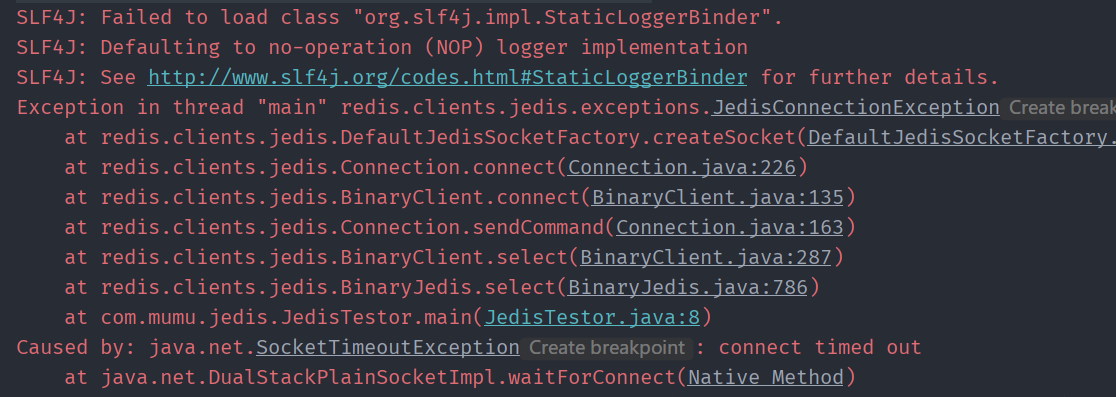 SLF4J: Failed to load class "org.slf4j.impl.StaticLoggerBinder".
SLF4J: Defaulting to no-operation (NOP) logger implementation
SLF4J: See http://www.slf4j.org/codes.html#StaticLoggerBinder for further details.
Exception in thread "main" redis.clients.jedis.exceptions.JedisConnectionException Create break
at redis.clients.jedis.DefaultJedisSocketFactory.createSocket(DefaultJedisSocketFactory.
at redis.clients.jedis.Connection.connect(Connection.java:226)
at redis.clients.jedis.BinaryClient.connect(BinaryClient.java:135)
at redis.clients.jedis.Connection.sendCommand(Connection.java:163)
at redis.clients.jedis.BinaryClient.select(BinaryClient.java:287)
at redis.clients.jedis.BinaryJedis.select(BinaryJedis.java:786)
at com.mumu.jedis.JedisTestor.main(JedisTestor.java:8)
Caused by: java.net.SocketTimeoutException Create breakpoint : connect timed out
at java.net.DualStackPlainSocketImpl.waitForConnect(Native Method)